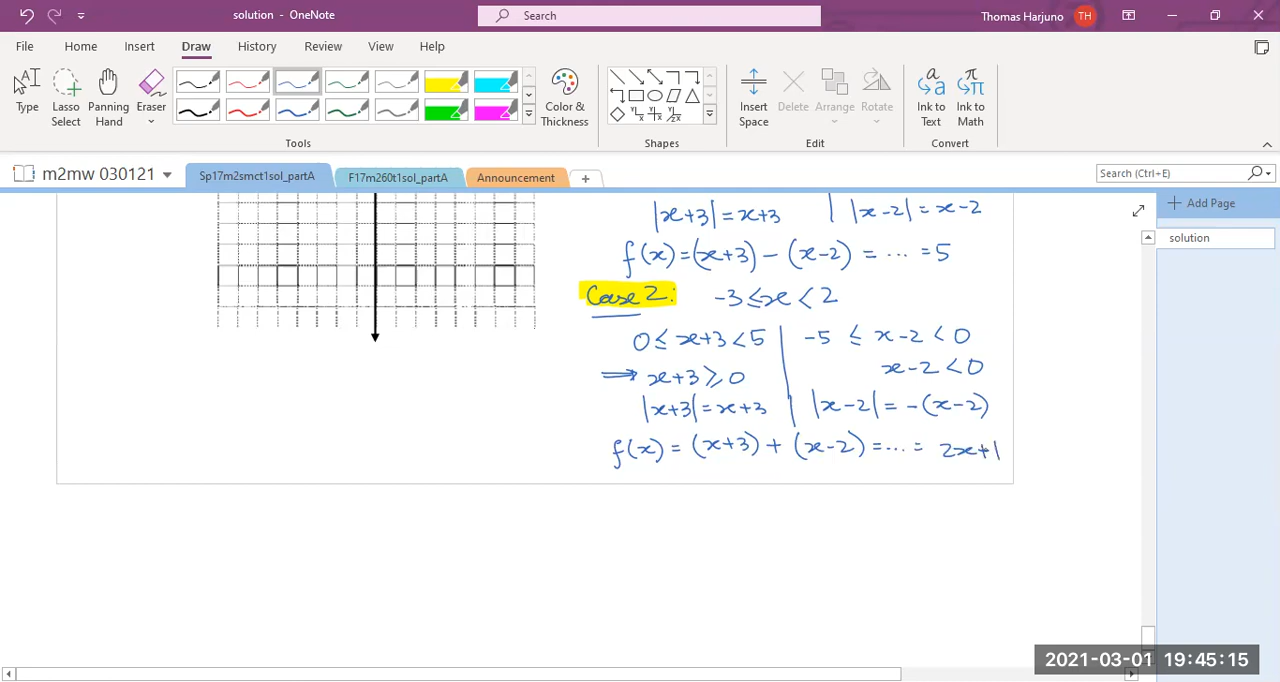 solution - OneNote
Search
Thomas Harjuno TH
File Home Insert Draw View History Review View Help
Type
Lasso Select
Panning Hand
Eraser
Color & Thickness
Insert Space
Delete
Arrange
Rotate
Ink to Text
Ink to Math
Tools
Shapes
Edit
Convert
m2mw 030121
Sp17m2smct1sol_partA
F17m260t1sol_partA
Announcement
Search (Ctrl+E)
Add Page
solution
|x+3| = x+3 | |x-2| = x-2
f(x) = (x+3) - (x-2) = ... = 5
Case 2: -3 ≤ x < 2
0 ≤ x+3 < 5 | -5 ≤ x-2 < 0
⇒ x+3 ≥ 0 x-2 < 0
|x+3| = x+3 | |x-2| = -(x-2)
f(x) = (x+3) + (x-2) = ... = 2x+1
2021-03-01 19:45:15